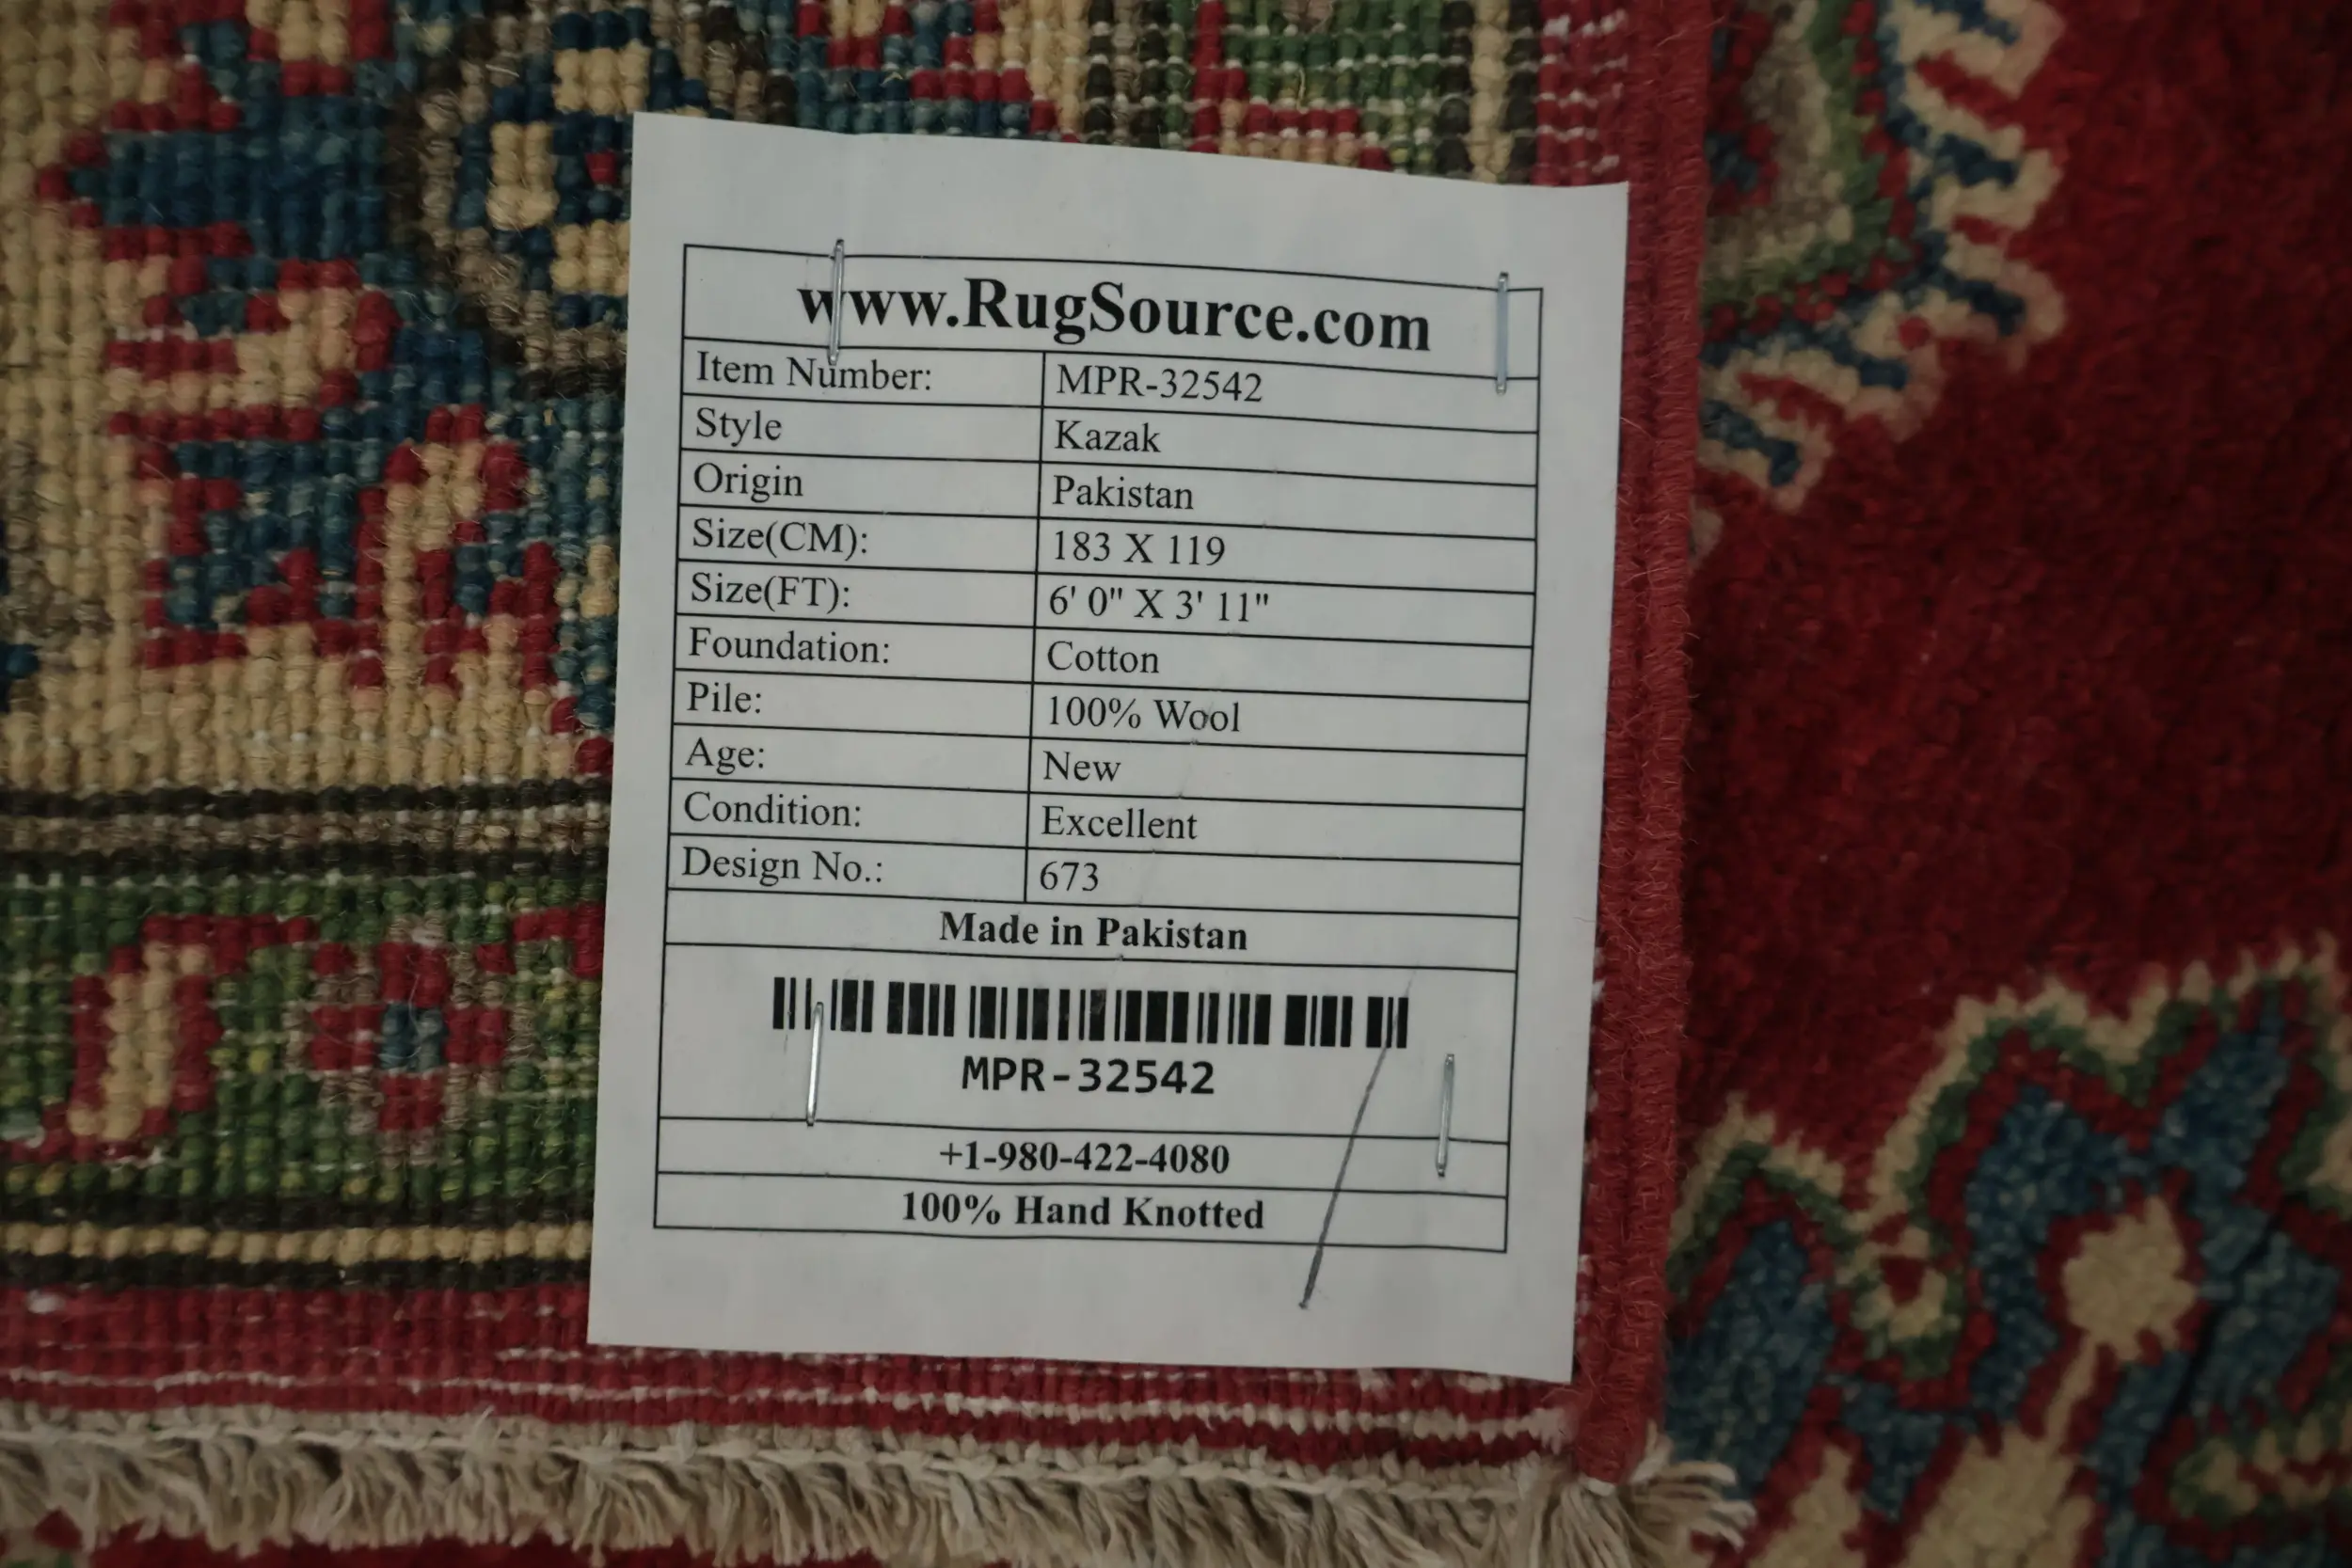 www.RugSource.com
Item Number: MPR-32542
Style Kazak
Origin Pakistan
Size(CM): 183 X 119
Size(FT): 6' 0" X 3' 11"
Foundation: Cotton
Pile: 100% Wool
Age: New
Condition: Excellent
Design No.: 673
Made in Pakistan
MPR-32542
+1-980-422-4080
100% Hand Knotted